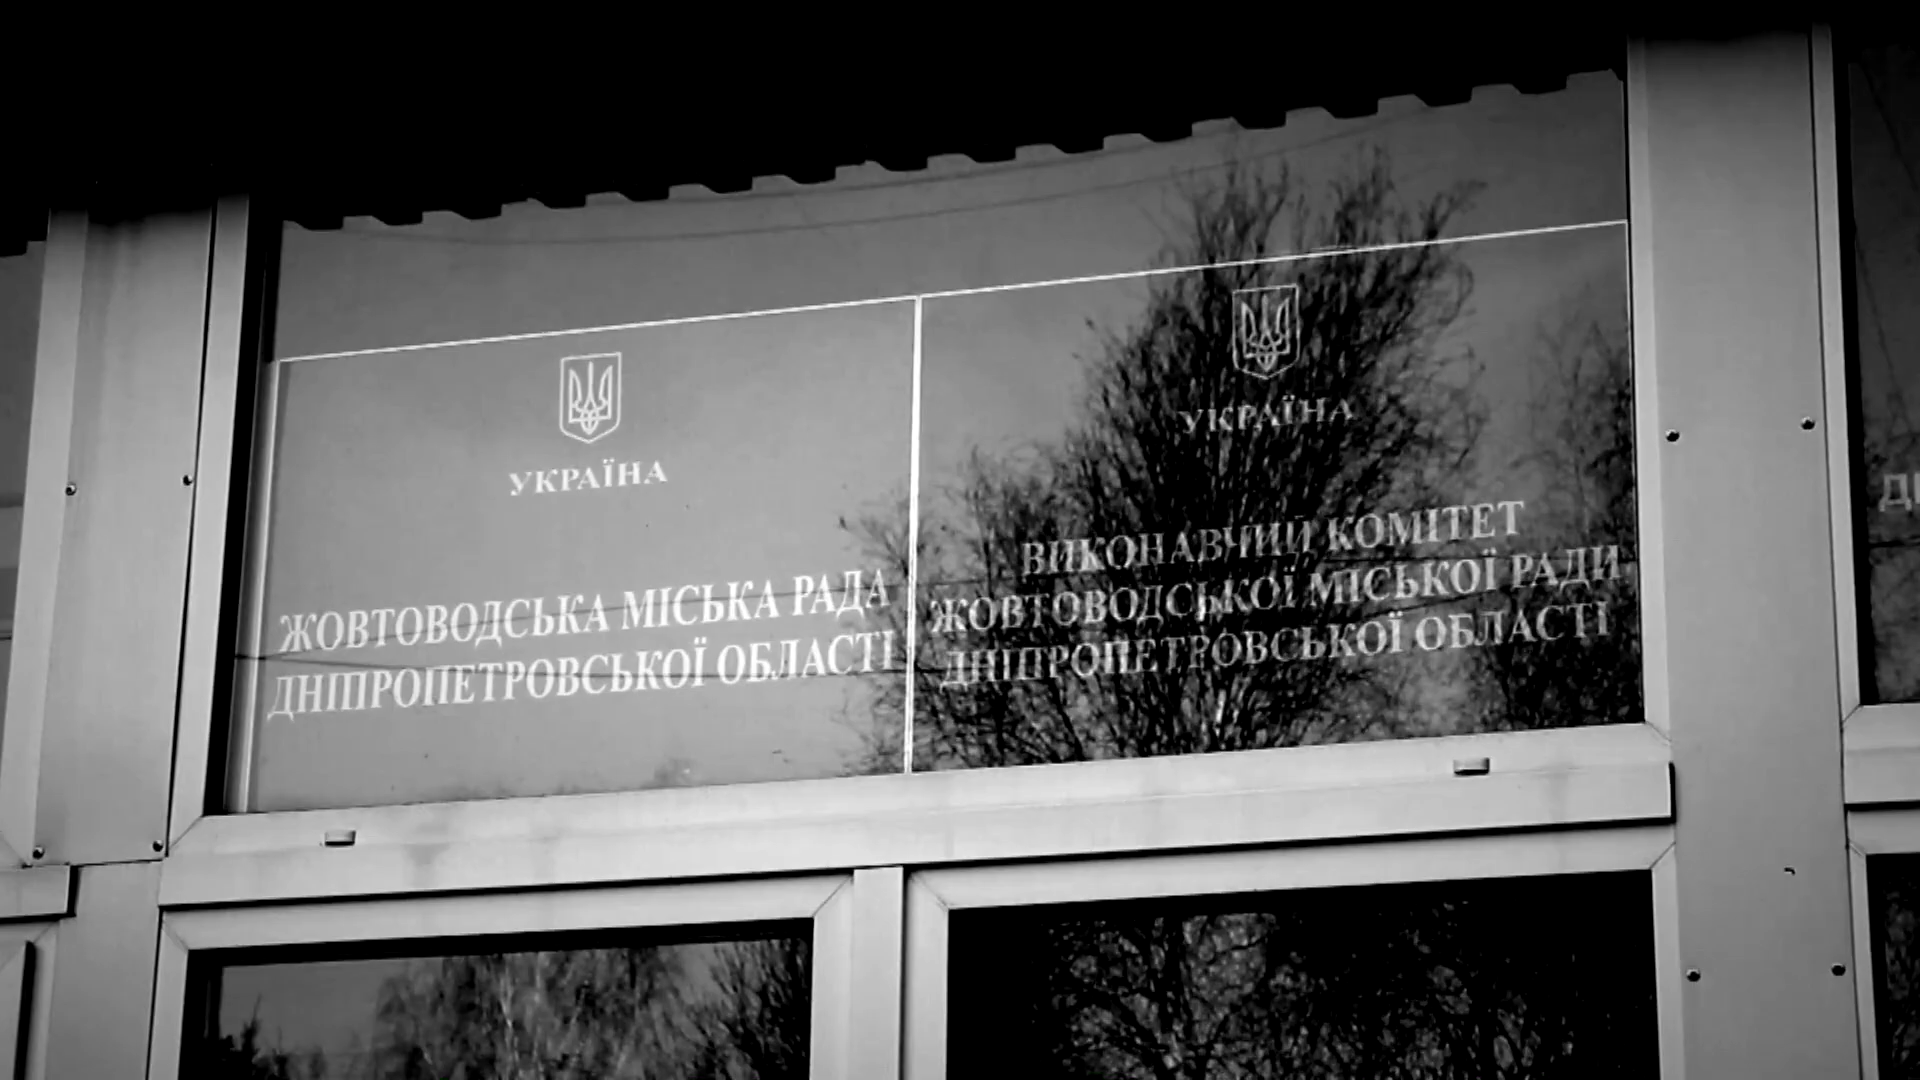 УКРАЇНА
ЖОВТОВОДСЬКА МІСЬКА РАДА
ДНІПРОПЕТРОВСЬКОЇ ОБЛАСТІ
УКРАЇНА
ВИКОНАВЧИЙ КОМІТЕТ
ЖОВТОВОДСЬКОЇ МІСЬКОЇ РАДИ
ДНІПРОПЕТРОВСЬКОЇ ОБЛАСТІ